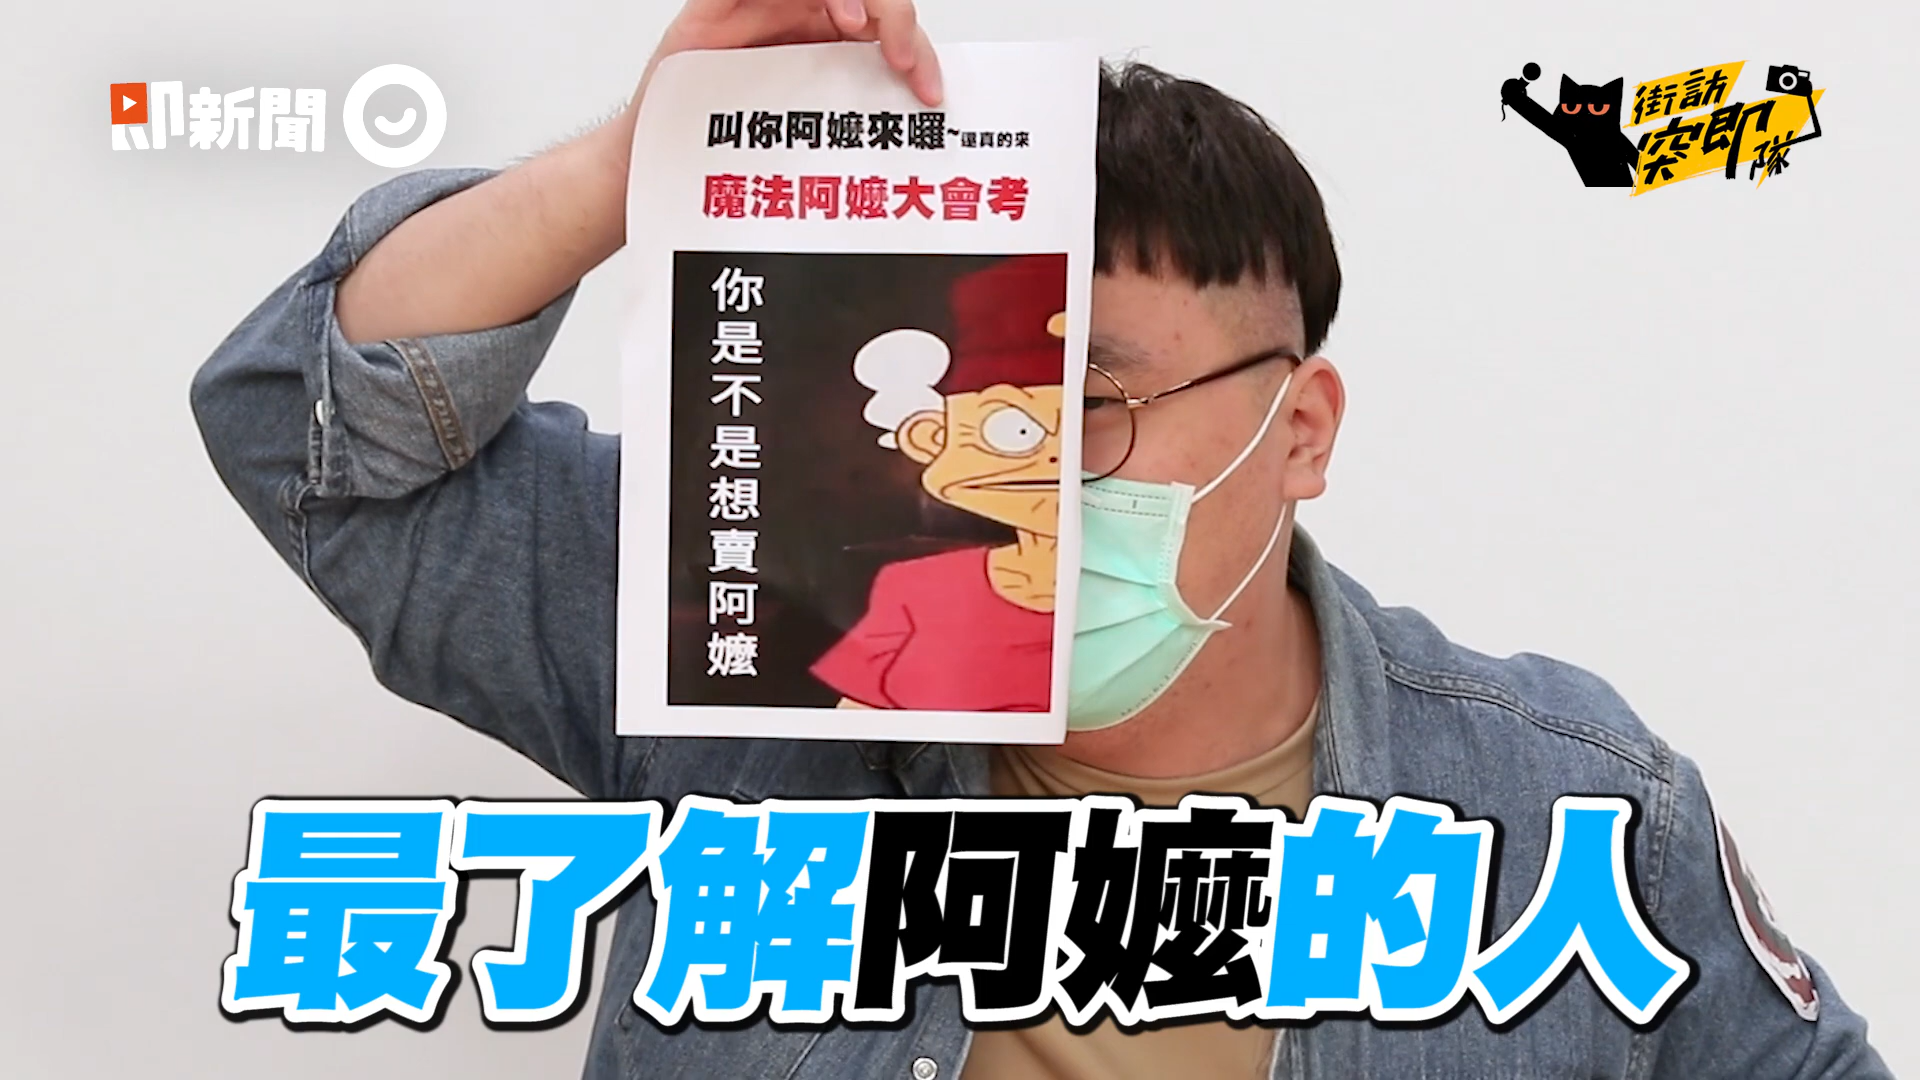 即新聞
街訪
突即隊
叫你阿嬤來囉~還真的來
魔法阿嬤大會考
你是不是想賣阿嬤
最了解阿嬤的人